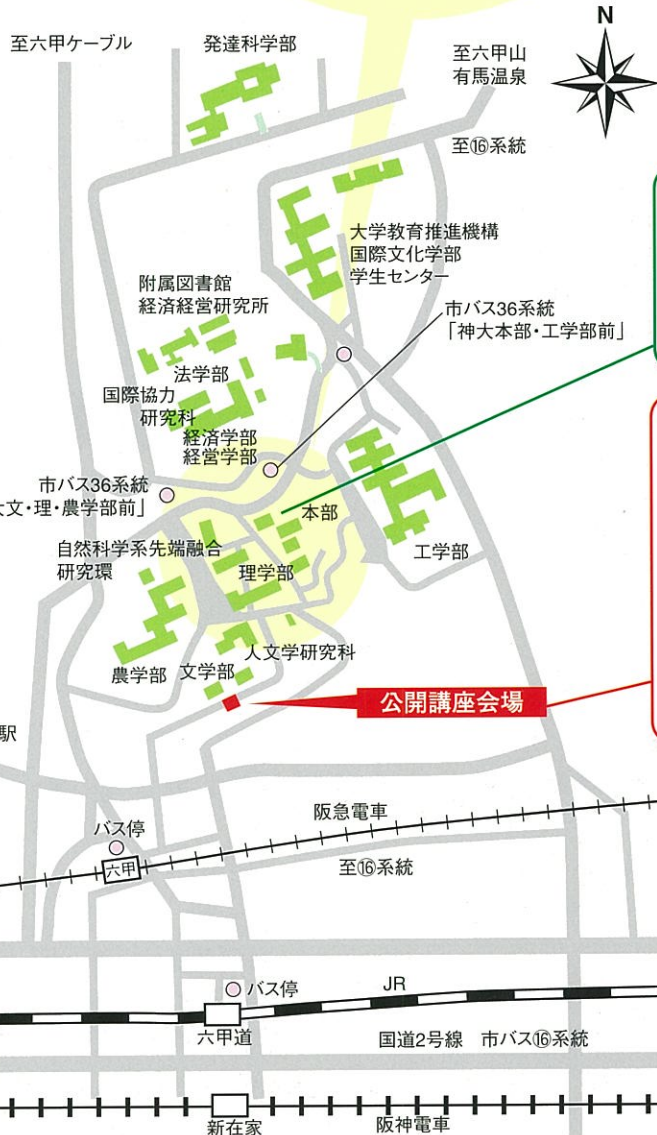 N
至六甲ケーブル
発達科学部
至六甲山
有馬温泉
至⑯系統
大学教育推進機構
国際文化学部
学生センター
附属図書館
経済経営研究所
市バス36系統
「神大本部・工学部前」
法学部
国際協力
研究科
経済学部
経営学部
市バス36系統
文・理・農学部前」
本部
工学部
自然科学系先端融合
研究環
理学部
人文学研究科
農学部
文学部
公開講座会場
駅
阪急電車
バス停
六甲
至⑯系統
バス停
JR
六甲道
国道2号線 市バス⑯系統
新在家
阪神電車